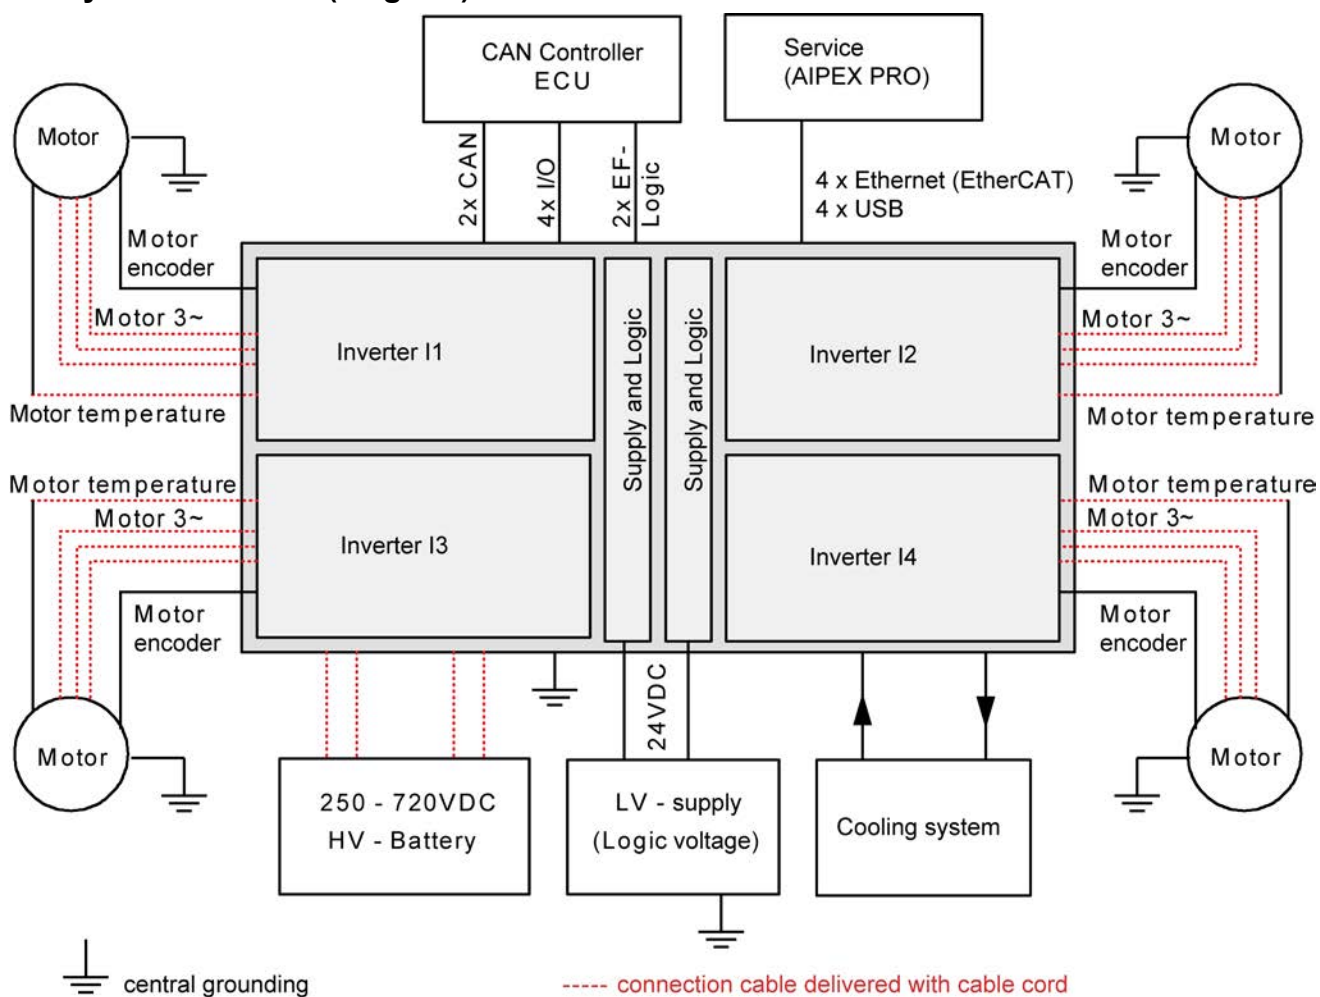 CAN Controller
ECU
Service
(AIPEX PRO)
Motor
Motor
2x CAN
4x I/O
2x EF-
Logic
4 x Ethernet (EtherCAT)
4 x USB
Motor
encoder
Motor
encoder
Motor 3~
Motor 3~
Inverter I1
Supply and Logic
Supply and Logic
Inverter I2
Motor temperature
Motor temperature
Motor temperature
Motor temperature
Motor 3~
Motor 3~
Inverter I3
Inverter I4
Motor
encoder
Motor
encoder
24VDC
Motor
Motor
250 - 720VDC
HV - Battery
LV - supply
(Logic voltage)
Cooling system
central grounding
connection cable delivered with cable cord